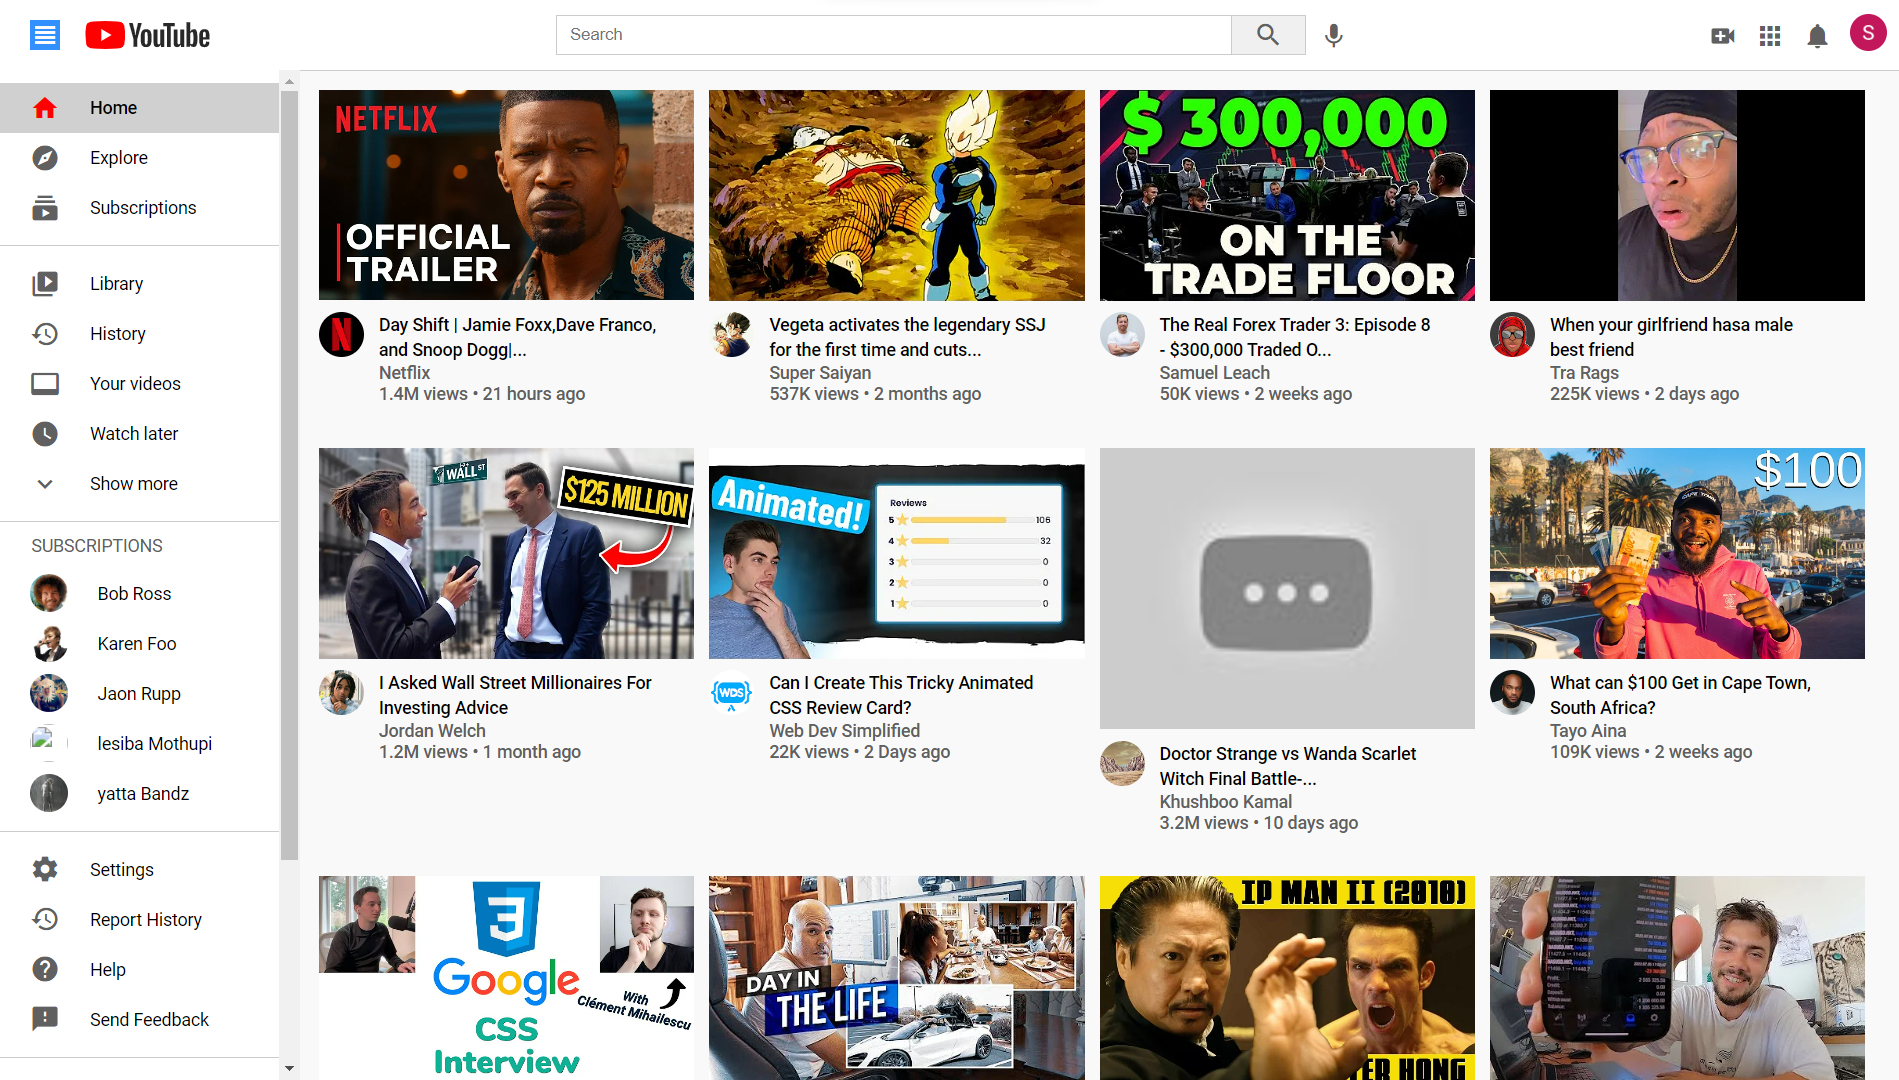 YouTube
Search
S
Home
Explore
Subscriptions
Library
History
Your videos
Watch later
Show more
SUBSCRIPTIONS
Bob Ross
Karen Foo
Jaon Rupp
lesiba Mothupi
yatta Bandz
Settings
Report History
Help
Send Feedback
NETFLIX
OFFICIAL
TRAILER
Day Shift | Jamie Foxx,Dave Franco,
and Snoop Dogg|...
Netflix
1.4M views • 21 hours ago
Vegeta activates the legendary SSJ
for the first time and cuts...
Super Saiyan
537K views • 2 months ago
$ 300,000
ON THE
TRADE FLOOR
The Real Forex Trader 3: Episode 8
- $300,000 Traded O...
Samuel Leach
50K views • 2 weeks ago
When your girlfriend hasa male
best friend
Tra Rags
225K views • 2 days ago
WALL ST
$125 MILLION
I Asked Wall Street Millionaires For
Investing Advice
Jordan Welch
1.2M views • 1 month ago
Animated!
Reviews
5 106
4 32
3 0
2 0
1 0
WDS
Can I Create This Tricky Animated
CSS Review Card?
Web Dev Simplified
22K views • 2 Days ago
Doctor Strange vs Wanda Scarlet
Witch Final Battle-...
Khushboo Kamal
3.2M views • 10 days ago
$100
CAPE TOWN
What can $100 Get in Cape Town,
South Africa?
Tayo Aina
109K views • 2 weeks ago
3
Google
CSS
Interview
With
Clément Mihailescu
DAY IN
THE LIFE
IP MAN II (2010)
TER HONG